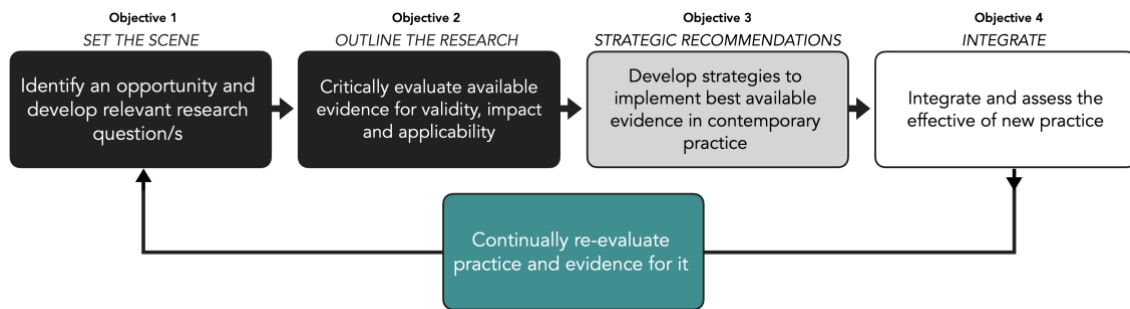 Objective 1
SET THE SCENE
Identify an opportunity and
develop relevant research
question/s
Objective 2
OUTLINE THE RESEARCH
Critically evaluate available
evidence for validity, impact
and applicability
Objective 3
STRATEGIC RECOMMENDATIONS
Develop strategies to
implement best available
evidence in contemporary
practice
Objective 4
INTEGRATE
Integrate and assess the
effective of new practice
Continually re-evaluate
practice and evidence for it